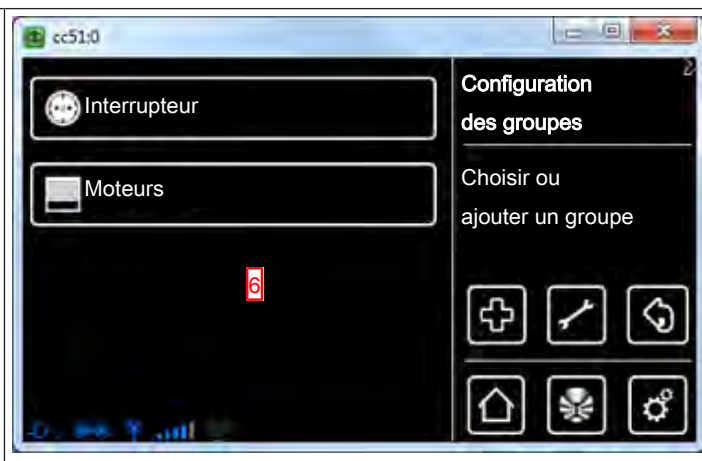 cc51:0
Interrupteur
Moteurs
6
Configuration
des groupes
Choisir ou
ajouter un groupe